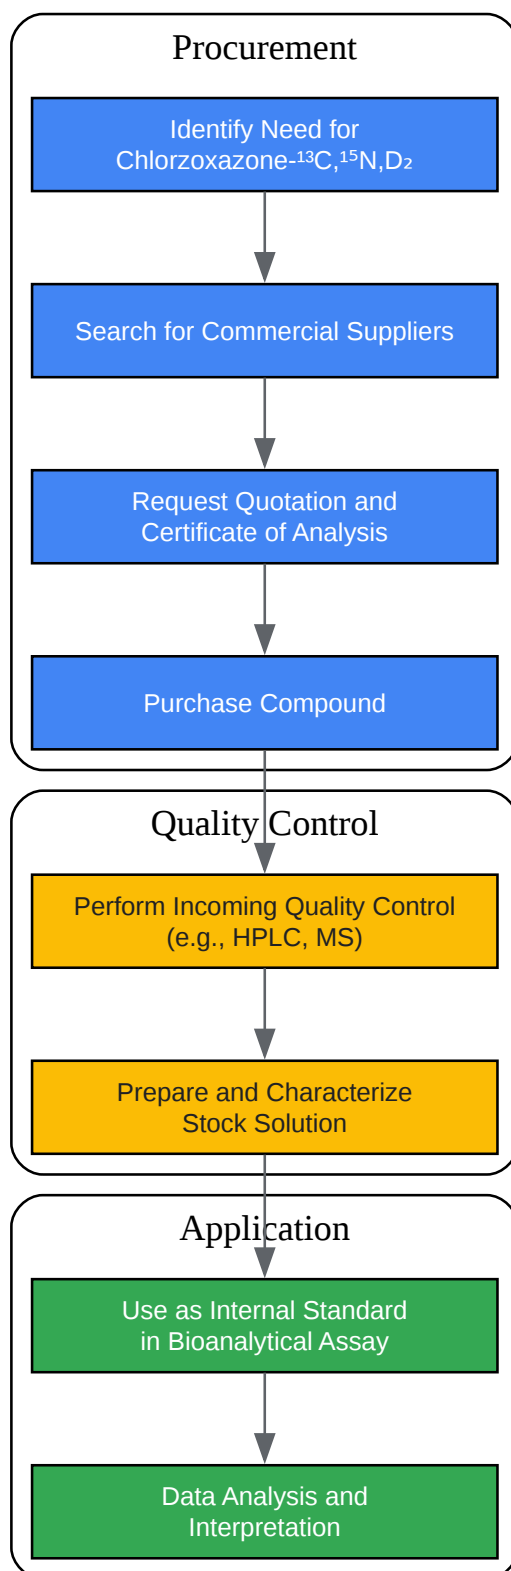 Procurement
Identify Need for
Chlorzoxazone-¹³C,¹⁵N,D₂
Search for Commercial Suppliers
Request Quotation and
Certificate of Analysis
Purchase Compound
Quality Control
Perform Incoming Quality Control
(e.g., HPLC, MS)
Prepare and Characterize
Stock Solution
Application
Use as Internal Standard
in Bioanalytical Assay
Data Analysis and
Interpretation